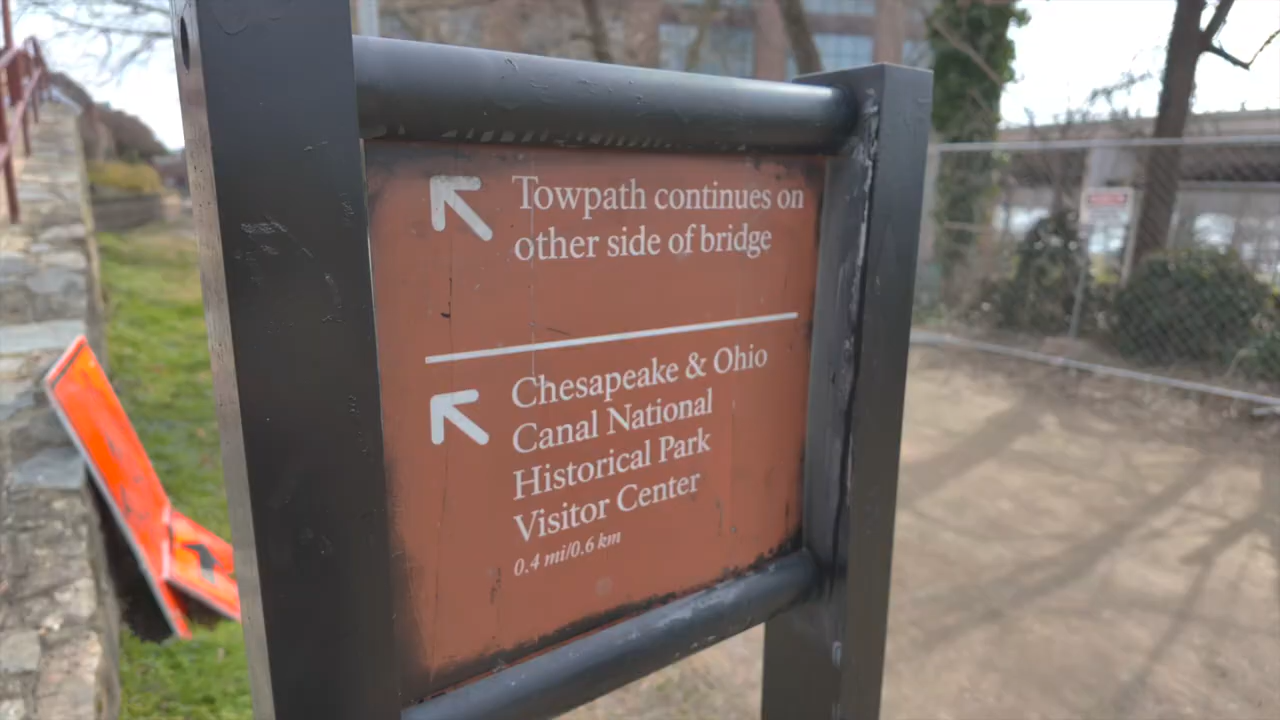 Towpath continues on
other side of bridge
Chesapeake & Ohio
Canal National
Historical Park
Visitor Center
0.4 mi/0.6 km